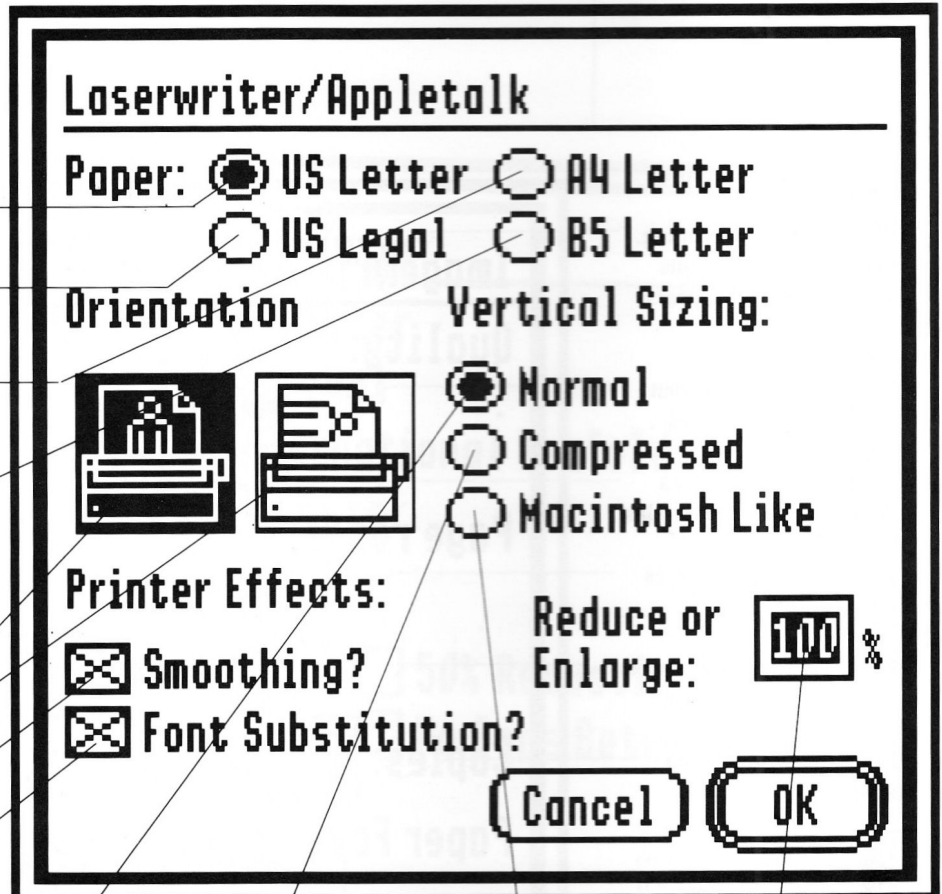 Laserwriter/Appletalk
Paper: US Letter A4 Letter
US Legal B5 Letter
Orientation Vertical Sizing:
Normal
Compressed
Macintosh Like
Printer Effects:
Reduce or
Enlarge: 100 %
Smoothing?
Font Substitution?
Cancel OK